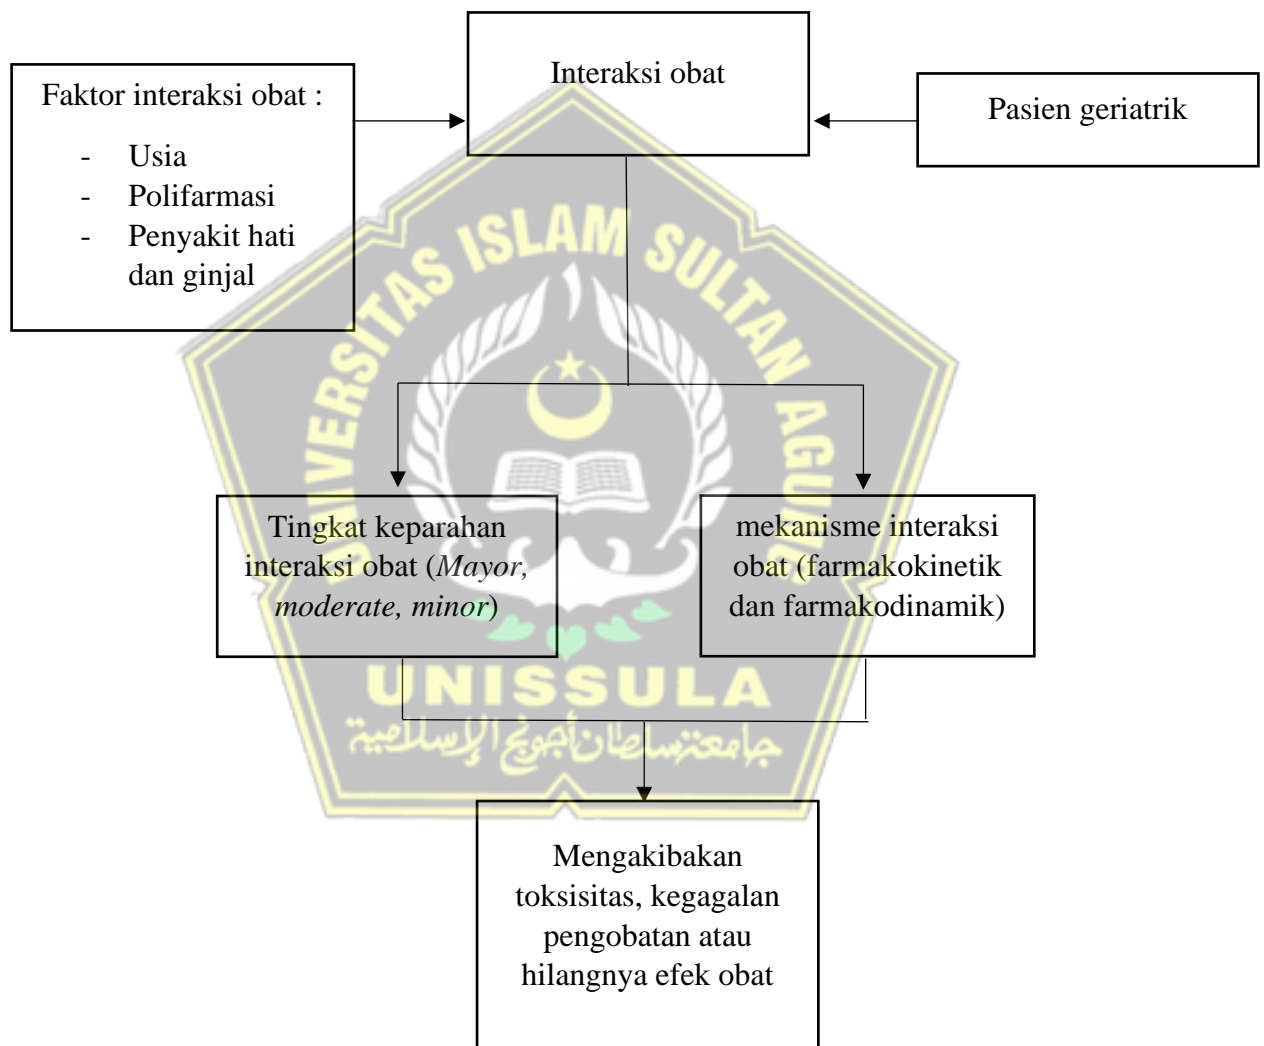 Interaksi obat
Faktor interaksi obat :
- Usia
- Polifarmasi
- Penyakit hati
dan ginjal
Pasien geriatrik
UNIVERSITAS ISLAM SULTAN AGUNG
Tingkat keparahan
interaksi obat (Mayor,
moderate, minor)
mekanisme interaksi
obat (farmakokinetik
dan farmakodinamik)
UNISSULA
جامعتسلطان أجونج الإسلامية
Mengakibakan
toksisitas, kegagalan
pengobatan atau
hilangnya efek obat